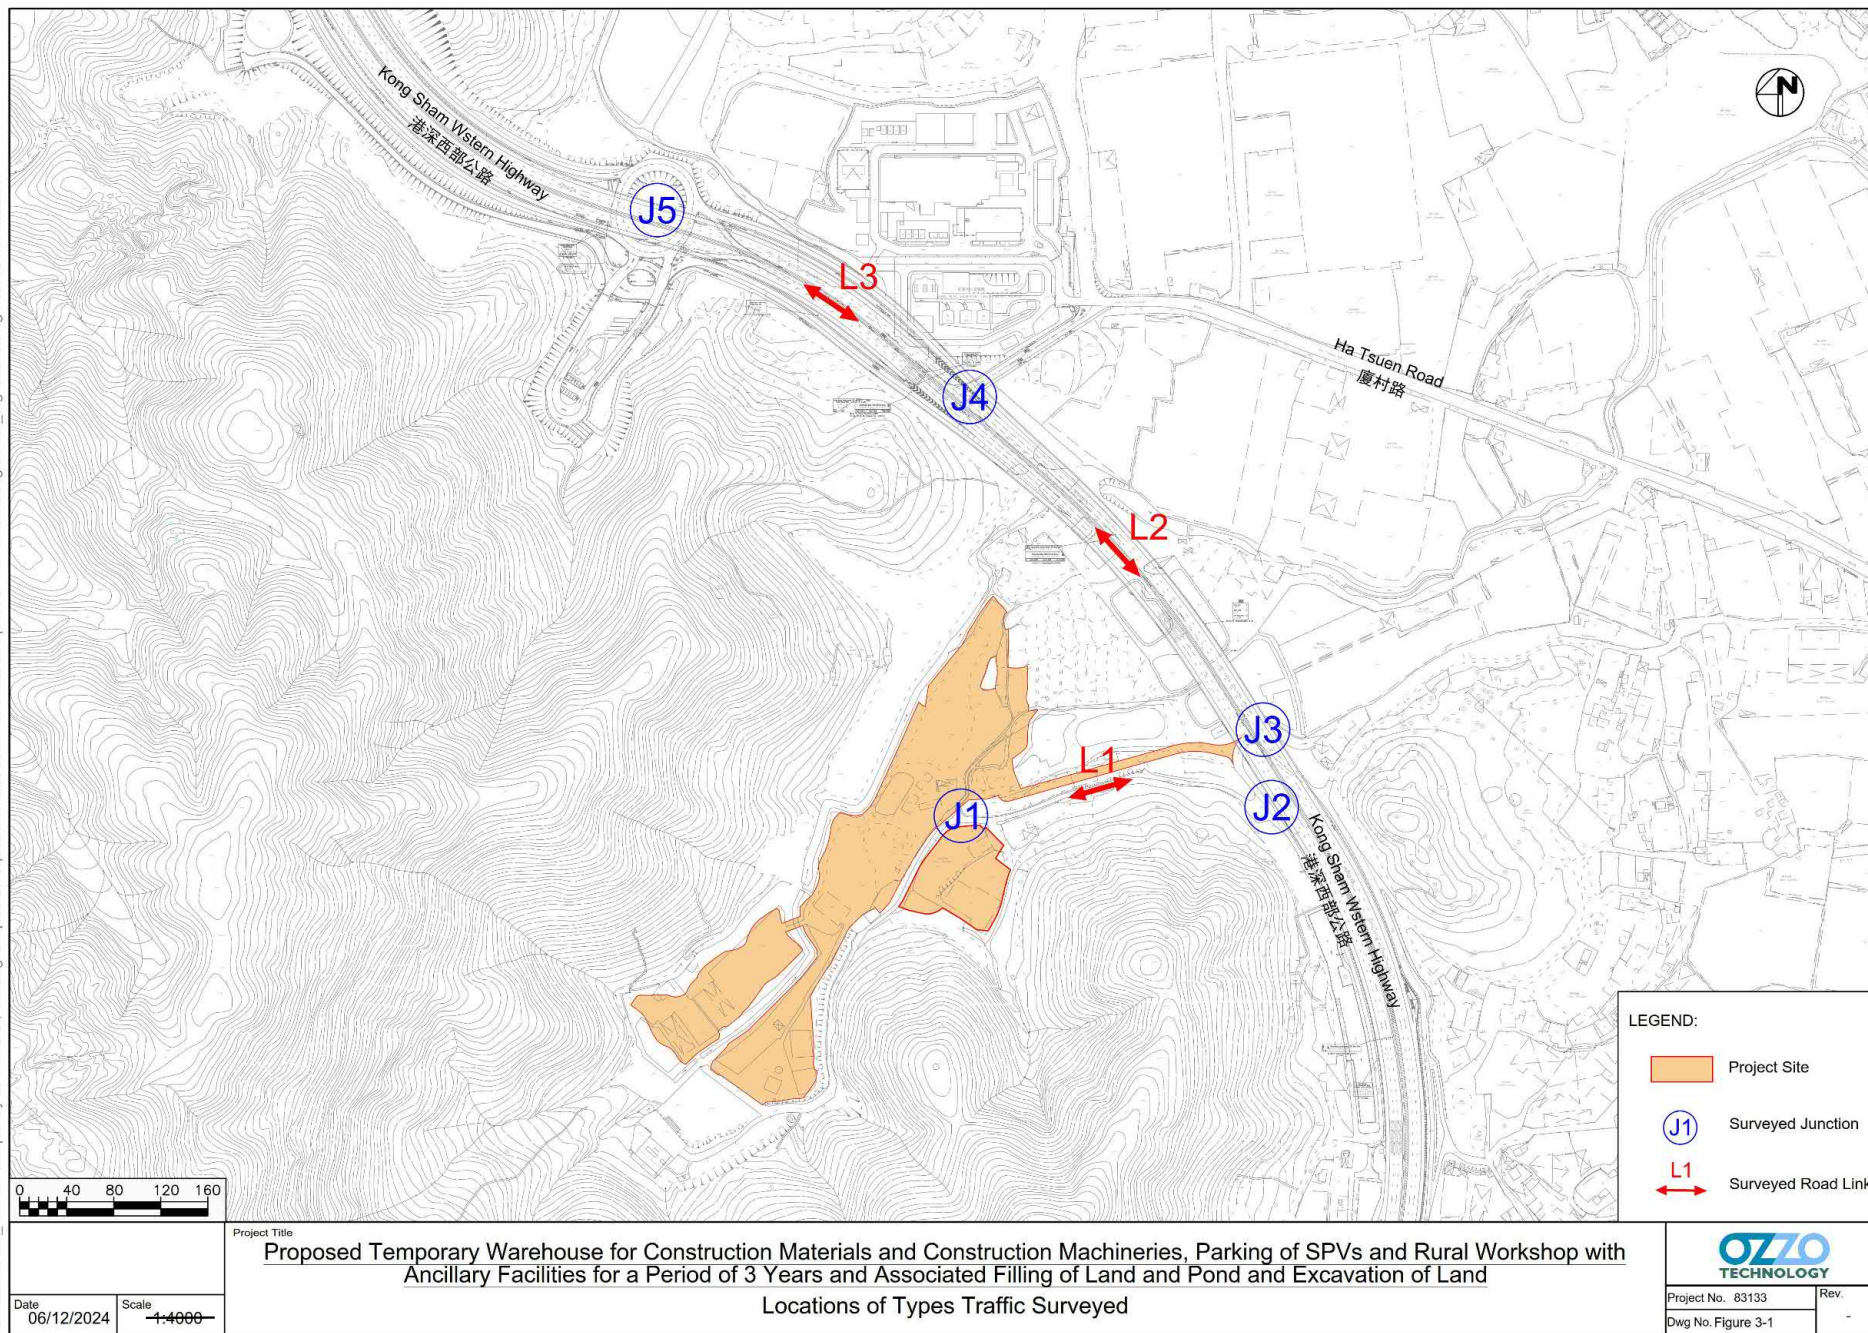 Kong Sham Wstern Highway
港深西部公路
N
J5
L3
J4
Ha Tsuen Road
廈村路
L2
J3
L1
J1
J2
Kong Sham Wstern Highway
港深西部公路
LEGEND:
Project Site
J1
Surveyed Junction
L1
Surveyed Road Link
0 40 80 120 160
Project Title
Proposed Temporary Warehouse for Construction Materials and Construction Machineries, Parking of SPVs and Rural Workshop with
Ancillary Facilities for a Period of 3 Years and Associated Filling of Land and Pond and Excavation of Land
Locations of Types Traffic Surveyed
Date
06/12/2024
Scale
1:4000
OZZO
TECHNOLOGY
Project No. 83133
Rev.
-
Dwg No. Figure 3-1